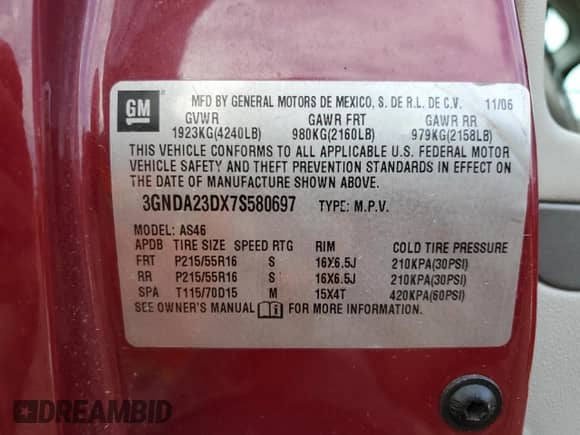 GM
MFD BY GENERAL MOTORS DE MEXICO, S. DE R.L. DE C.V. 11/06
GVWR GAWR FRT GAWR RR
1923KG(4240LB) 980KG(2160LB) 979KG(2158LB)
THIS VEHICLE CONFORMS TO ALL APPLICABLE U.S. FEDERAL MOTOR
VEHICLE SAFETY AND THEFT PREVENTION STANDARDS IN EFFECT ON
THE DATE OF MANUFACTURE SHOWN ABOVE.
3GNDA23DX7S580697 TYPE: M.P.V.
MODEL: AS46
APDB TIRE SIZE SPEED RTG RIM COLD TIRE PRESSURE
FRT P215/55R16 S 16X6.5J 210KPA(30PSI)
RR P215/55R16 S 16X6.5J 210KPA(30PSI)
SPA T115/70D15 M 15X4T 420KPA(60PSI)
SEE OWNER'S MANUAL FOR MORE INFORMATION.
DREAMBID